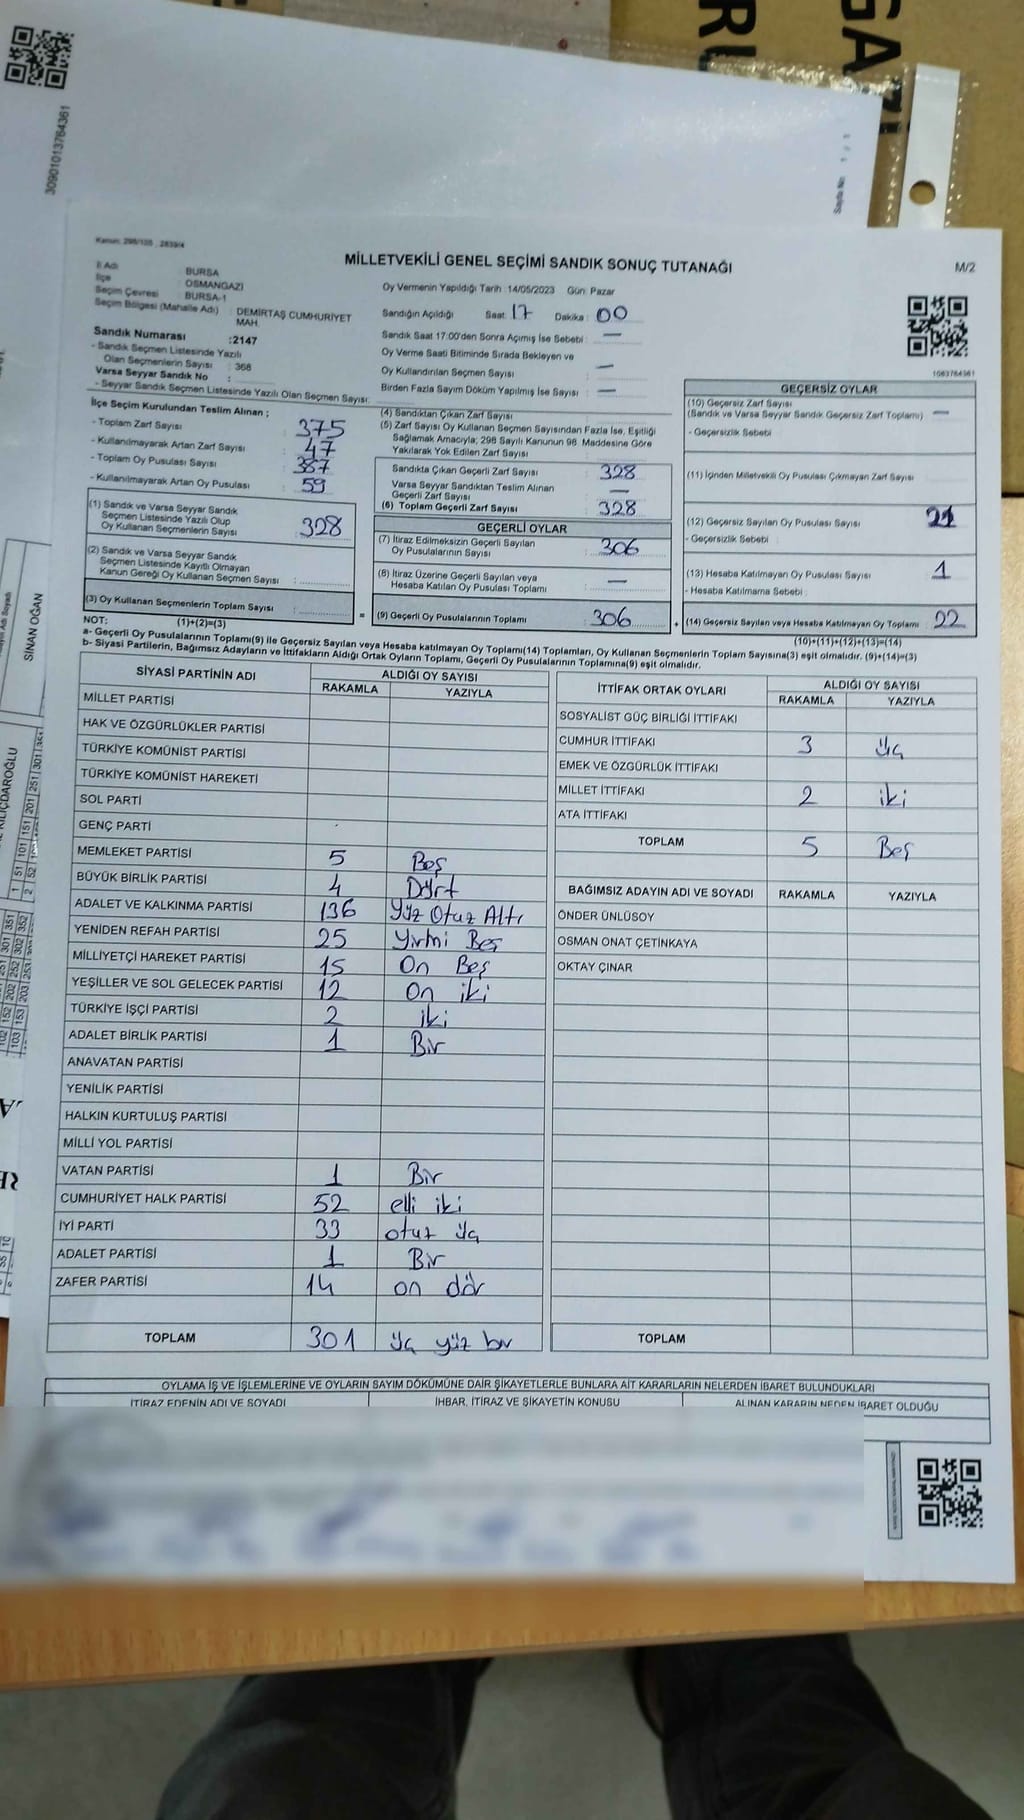 GAZİ
RU
30901013764361
Sayfa No 1 / 1
Kanun: 298/105 , 2839/4
MİLLETVEKİLİ GENEL SEÇİMİ SANDIK SONUÇ TUTANAĞI
M/2
İl Adı BURSA
İlçe : OSMANGAZİ
Seçim Çevresi : BURSA-1
Seçim Bölgesi (Mahalle Adı) : DEMİRTAŞ CUMHURİYET MAH.
Oy Vermenin Yapıldığı Tarih :14/05/2023 Gün: Pazar
Sandığın Açıldığı Saat: 17 Dakika : 00
Sandık Numarası :2147
- Sandık Seçmen Listesinde Yazılı
Olan Seçmenlerin Sayısı : 368
Varsa Seyyar Sandık No :
- Seyyar Sandık Seçmen Listesinde Yazılı Olan Seçmen Sayısı:
Sandık Saat 17:00'den Sonra Açımış İse Sebebi : —
Oy Verme Saati Bitiminde Sırada Bekleyen ve
Oy Kullandırılan Seçmen Sayısı : —
Birden Fazla Sayım Döküm Yapılmış İse Sayısı : —
İlçe Seçim Kurulundan Teslim Alınan ;
- Toplam Zarf Sayısı : 375
- Kullanılmayarak Artan Zarf Sayısı : 47
- Toplam Oy Pusulası Sayısı : 387
- Kullanılmayarak Artan Oy Pusulası : 59
(1) Sandık ve Varsa Seyyar Sandık
Seçmen Listesinde Yazılı Olup
Oy Kullanan Seçmenlerin Sayısı : 328
(2) Sandık ve Varsa Seyyar Sandık
Seçmen Listesinde Kayıtlı Olmayan
Kanun Gereği Oy Kullanan Seçmen Sayısı :
(3) Oy Kullanan Seçmenlerin Toplam Sayısı :
(1)+(2)=(3)
(4) Sandıktan Çıkan Zarf Sayısı :
(5) Zarf Sayısı Oy Kullanan Seçmen Sayısından Fazla İse, Eşitliği
Sağlamak Amacıyla; 298 Sayılı Kanunun 98. Maddesine Göre
Yakılarak Yok Edilen Zarf Sayısı :
Sandıkta Çıkan Geçerli Zarf Sayısı : 328
Varsa Seyyar Sandıktan Teslim Alınan
Geçerli Zarf Sayısı : —
(6) Toplam Geçerli Zarf Sayısı : 328
GEÇERLİ OYLAR
(7) İtiraz Edilmeksizin Geçerli Sayılan
Oy Pusulalarının Sayısı : 306
(8) İtiraz Üzerine Geçerli Sayılan veya
Hesaba Katılan Oy Pusulası Toplamı : —
= (9) Geçerli Oy Pusulalarının Toplamı : 306 +
GEÇERSİZ OYLAR
(10) Geçersiz Zarf Sayısı
(Sandık ve Varsa Seyyar Sandık Geçersiz Zarf Toplamı) —
- Geçersizlik Sebebi
(11) İçinden Milletvekili Oy Pusulası Çıkmayan Zarf Sayısı
(12) Geçersiz Sayılan Oy Pusulası Sayısı 21
- Geçersizlik Sebebi
(13) Hesaba Katılmayan Oy Pusulası Sayısı 1
- Hesaba Katılmama Sebebi
(14) Geçersiz Sayılan veya Hesaba Katılmayan Oy Toplamı : 22
(10)+(11)+(12)+(13)=(14)
NOT:
a- Geçerli Oy Pusulalarının Toplamı(9) ile Geçersiz Sayılan veya Hesaba katılmayan Oy Toplamı(14) Toplamları, Oy Kullanan Seçmenlerin Toplam Sayısına(3) eşit olmalıdır. (9)+(14)=(3)
b- Siyasi Partilerin, Bağımsız Adayların ve İttifakların Aldığı Ortak Oyların Toplamı, Geçerli Oy Pusulalarının Toplamına(9) eşit olmalıdır.
SİYASİ PARTİNİN ADI ALDIĞI OY SAYISI
RAKAMLA YAZIYLA
MİLLET PARTİSİ
HAK VE ÖZGÜRLÜKLER PARTİSİ
TÜRKİYE KOMÜNİST PARTİSİ
TÜRKİYE KOMÜNİST HAREKETİ
SOL PARTİ
GENÇ PARTİ
MEMLEKET PARTİSİ 5 Beş
BÜYÜK BİRLİK PARTİSİ 4 Dört
ADALET VE KALKINMA PARTİSİ 136 Yüz Otuz Altı
YENİDEN REFAH PARTİSİ 25 Yirmi Beş
MİLLİYETÇİ HAREKET PARTİSİ 15 On Beş
YEŞİLLER VE SOL GELECEK PARTİSİ 12 On iki
TÜRKİYE İŞÇİ PARTİSİ 2 iki
ADALET BİRLİK PARTİSİ 1 Bir
ANAVATAN PARTİSİ
YENİLİK PARTİSİ
HALKIN KURTULUŞ PARTİSİ
MİLLİ YOL PARTİSİ
VATAN PARTİSİ 1 Bir
CUMHURİYET HALK PARTİSİ 52 elli iki
İYİ PARTİ 33 otuz üç
ADALET PARTİSİ 1 Bir
ZAFER PARTİSİ 14 on dör
TOPLAM 301 üç yüz bir
İTTİFAK ORTAK OYLARI ALDIĞI OY SAYISI
RAKAMLA YAZIYLA
SOSYALİST GÜÇ BİRLİĞİ İTTİFAKI
CUMHUR İTTİFAKI 3 üç
EMEK VE ÖZGÜRLÜK İTTİFAKI
MİLLET İTTİFAKI 2 iki
ATA İTTİFAKI
TOPLAM 5 Beş
BAĞIMSIZ ADAYIN ADI VE SOYADI RAKAMLA YAZIYLA
ÖNDER ÜNLÜSOY
OSMAN ONAT ÇETİNKAYA
OKTAY ÇINAR
TOPLAM
OYLAMA İŞ VE İŞLEMLERİNE VE OYLARIN SAYIM DÖKÜMÜNE DAİR ŞİKAYETLERLE BUNLARA AİT KARARLARIN NELERDEN İBARET BULUNDUKLARI
İTİRAZ EDENİN ADI VE SOYADI İHBAR, İTİRAZ VE ŞİKAYETİN KONUSU ALINAN KARARIN NEDEN İBARET OLDUĞU
SİNAN OĞAN
KILIÇDAROĞLU
1 51 101 151 201 251 301 351